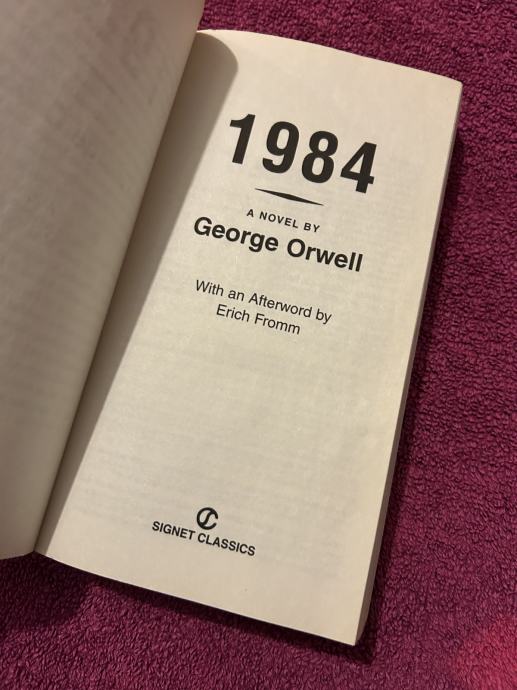 1984
A NOVEL BY
George Orwell
With an Afterword by
Erich Fromm
SIGNET CLASSICS